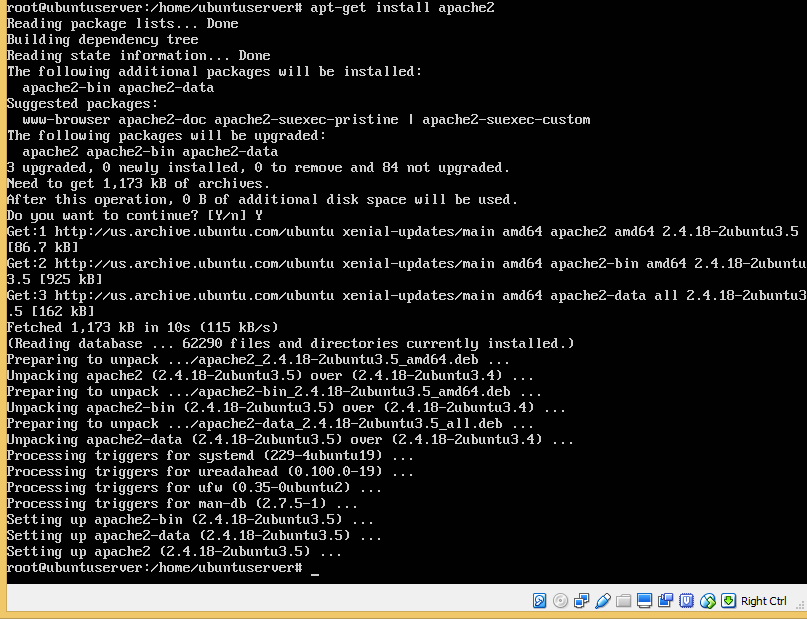 root@ubuntuserver:/home/ubuntuserver# apt-get install apache2
Reading package lists... Done
Building dependency tree
Reading state information... Done
The following additional packages will be installed:
  apache2-bin apache2-data
Suggested packages:
  www-browser apache2-doc apache2-suexec-pristine | apache2-suexec-custom
The following packages will be upgraded:
  apache2 apache2-bin apache2-data
3 upgraded, 0 newly installed, 0 to remove and 84 not upgraded.
Need to get 1,173 kB of archives.
After this operation, 0 B of additional disk space will be used.
Do you want to continue? [Y/n] Y
Get:1 http://us.archive.ubuntu.com/ubuntu xenial-updates/main amd64 apache2 amd64 2.4.18-2ubuntu3.5
[86.7 kB]
Get:2 http://us.archive.ubuntu.com/ubuntu xenial-updates/main amd64 apache2-bin amd64 2.4.18-2ubuntu
3.5 [925 kB]
Get:3 http://us.archive.ubuntu.com/ubuntu xenial-updates/main amd64 apache2-data all 2.4.18-2ubuntu3
.5 [162 kB]
Fetched 1,173 kB in 10s (115 kB/s)
(Reading database ... 62290 files and directories currently installed.)
Preparing to unpack .../apache2_2.4.18-2ubuntu3.5_amd64.deb ...
Unpacking apache2 (2.4.18-2ubuntu3.5) over (2.4.18-2ubuntu3.4) ...
Preparing to unpack .../apache2-bin_2.4.18-2ubuntu3.5_amd64.deb ...
Unpacking apache2-bin (2.4.18-2ubuntu3.5) over (2.4.18-2ubuntu3.4) ...
Preparing to unpack .../apache2-data_2.4.18-2ubuntu3.5_all.deb ...
Unpacking apache2-data (2.4.18-2ubuntu3.5) over (2.4.18-2ubuntu3.4) ...
Processing triggers for systemd (229-4ubuntu19) ...
Processing triggers for ureadahead (0.100.0-19) ...
Processing triggers for ufw (0.35-0ubuntu2) ...
Processing triggers for man-db (2.7.5-1) ...
Setting up apache2-bin (2.4.18-2ubuntu3.5) ...
Setting up apache2-data (2.4.18-2ubuntu3.5) ...
Setting up apache2 (2.4.18-2ubuntu3.5) ...
root@ubuntuserver:/home/ubuntuserver# _
Right Ctrl